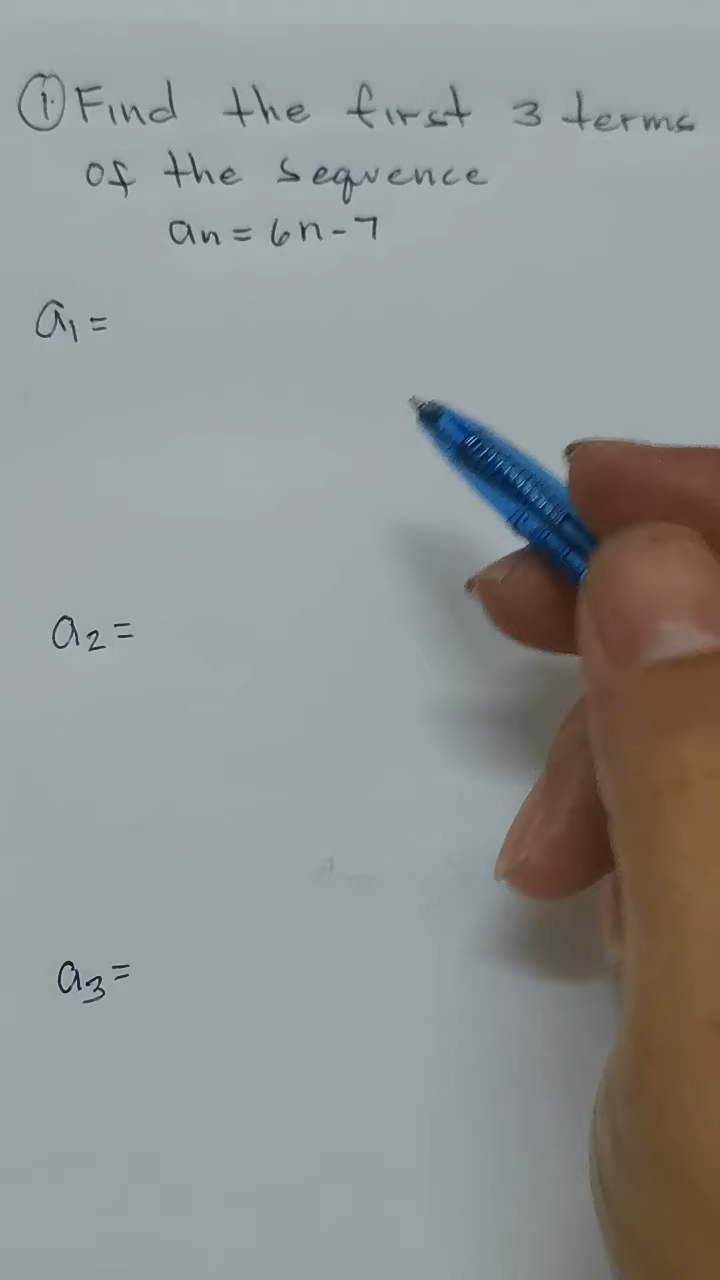 ① Find the first 3 terms
of the sequence
an = 6n - 7
a1 =
a2 =
a3 =